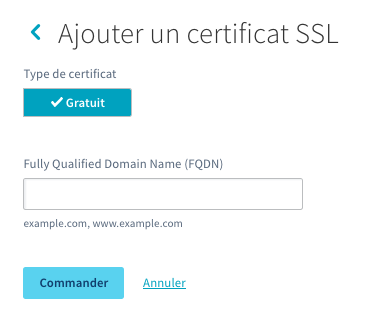 Ajouter un certificat SSL
Type de certificat
Gratuit
Fully Qualified Domain Name (FQDN)
example.com, www.example.com
Commander Annuler